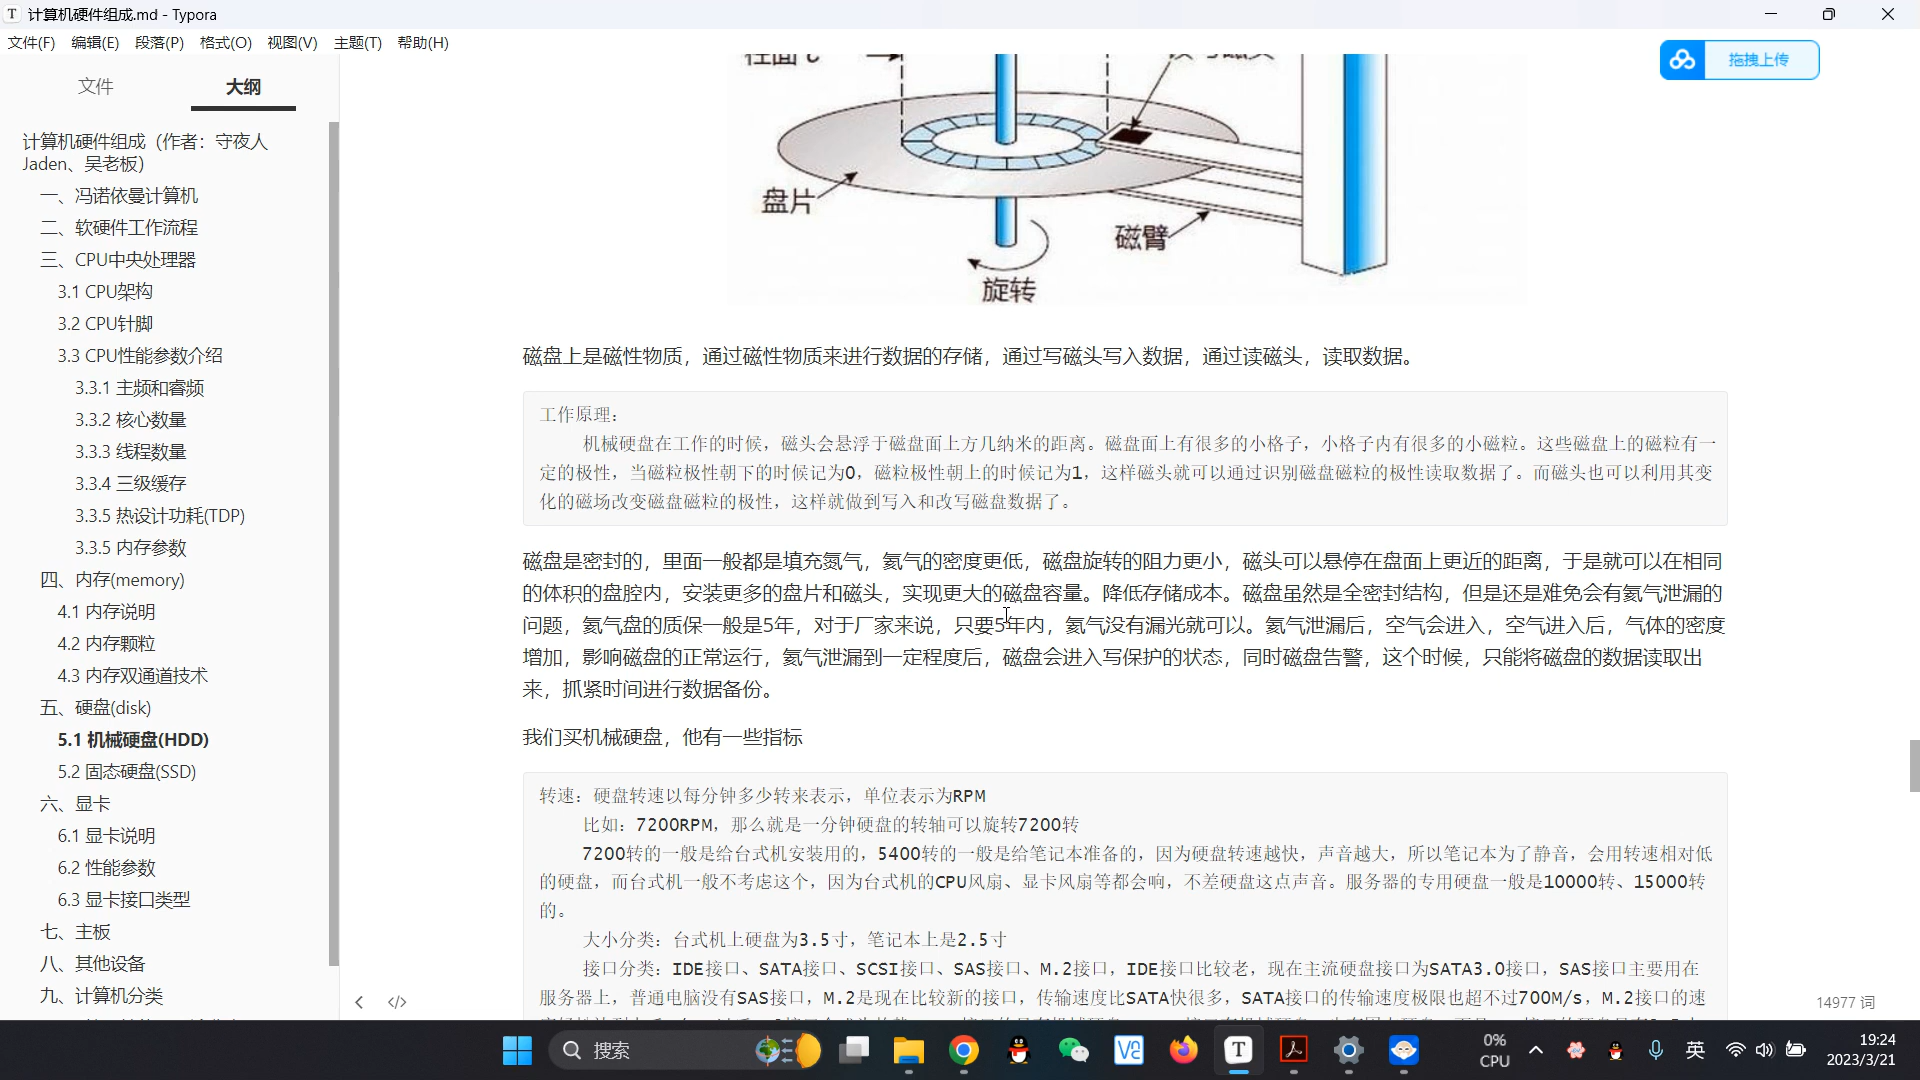 计算机硬件组成.md - Typora
文件(F) 编辑(E) 段落(P) 格式(O) 视图(V) 主题(T) 帮助(H)
拖拽上传
文件 大纲
计算机硬件组成（作者：守夜人
Jaden、吴老板）
一、冯诺依曼计算机
二、软硬件工作流程
三、CPU中央处理器
3.1 CPU架构
3.2 CPU针脚
3.3 CPU性能参数介绍
3.3.1 主频和睿频
3.3.2 核心数量
3.3.3 线程数量
3.3.4 三级缓存
3.3.5 热设计功耗(TDP)
3.3.5 内存参数
四、内存(memory)
4.1 内存说明
4.2 内存颗粒
4.3 内存双通道技术
五、硬盘(disk)
5.1 机械硬盘(HDD)
5.2 固态硬盘(SSD)
六、显卡
6.1 显卡说明
6.2 性能参数
6.3 显卡接口类型
七、主板
八、其他设备
九、计算机分类
盘片
磁臂
旋转
磁盘上是磁性物质，通过磁性物质来进行数据的存储，通过写磁头写入数据，通过读磁头，读取数据。
工作原理：
机械硬盘在工作的时候，磁头会悬浮于磁盘面上方几纳米的距离。磁盘面上有很多的小格子，小格子内有很多的小磁粒。这些磁盘上的磁粒有一
定的极性，当磁粒极性朝下的时候记为0，磁粒极性朝上的时候记为1，这样磁头就可以通过识别磁盘磁粒的极性读取数据了。而磁头也可以利用其变
化的磁场改变磁盘磁粒的极性，这样就做到写入和改写磁盘数据了。
磁盘是密封的，里面一般都是填充氮气，氦气的密度更低，磁盘旋转的阻力更小，磁头可以悬停在盘面上更近的距离，于是就可以在相同
的体积的盘腔内，安装更多的盘片和磁头，实现更大的磁盘容量。降低存储成本。磁盘虽然是全密封结构，但是还是难免会有氦气泄漏的
问题，氦气盘的质保一般是5年，对于厂家来说，只要5年内，氦气没有漏光就可以。氦气泄漏后，空气会进入，空气进入后，气体的密度
增加，影响磁盘的正常运行，氦气泄漏到一定程度后，磁盘会进入写保护的状态，同时磁盘告警，这个时候，只能将磁盘的数据读取出
来，抓紧时间进行数据备份。
我们买机械硬盘，他有一些指标
转速：硬盘转速以每分钟多少转来表示，单位表示为RPM
比如：7200RPM，那么就是一分钟硬盘的转轴可以旋转7200转
7200转的一般是给台式机安装用的，5400转的一般是给笔记本准备的，因为硬盘转速越快，声音越大，所以笔记本为了静音，会用转速相对低
的硬盘，而台式机一般不考虑这个，因为台式机的CPU风扇、显卡风扇等都会响，不差硬盘这点声音。服务器的专用硬盘一般是10000转、15000转
的。
大小分类：台式机上硬盘为3.5寸，笔记本上是2.5寸
接口分类：IDE接口、SATA接口、SCSI接口、SAS接口、M.2接口，IDE接口比较老，现在主流硬盘接口为SATA3.0接口，SAS接口主要用在
服务器上，普通电脑没有SAS接口，M.2是现在比较新的接口，传输速度比SATA快很多，SATA接口的传输速度极限也超不过700M/s，M.2接口的速
14977 词
搜索
0%
CPU
英
19:24
2023/3/21